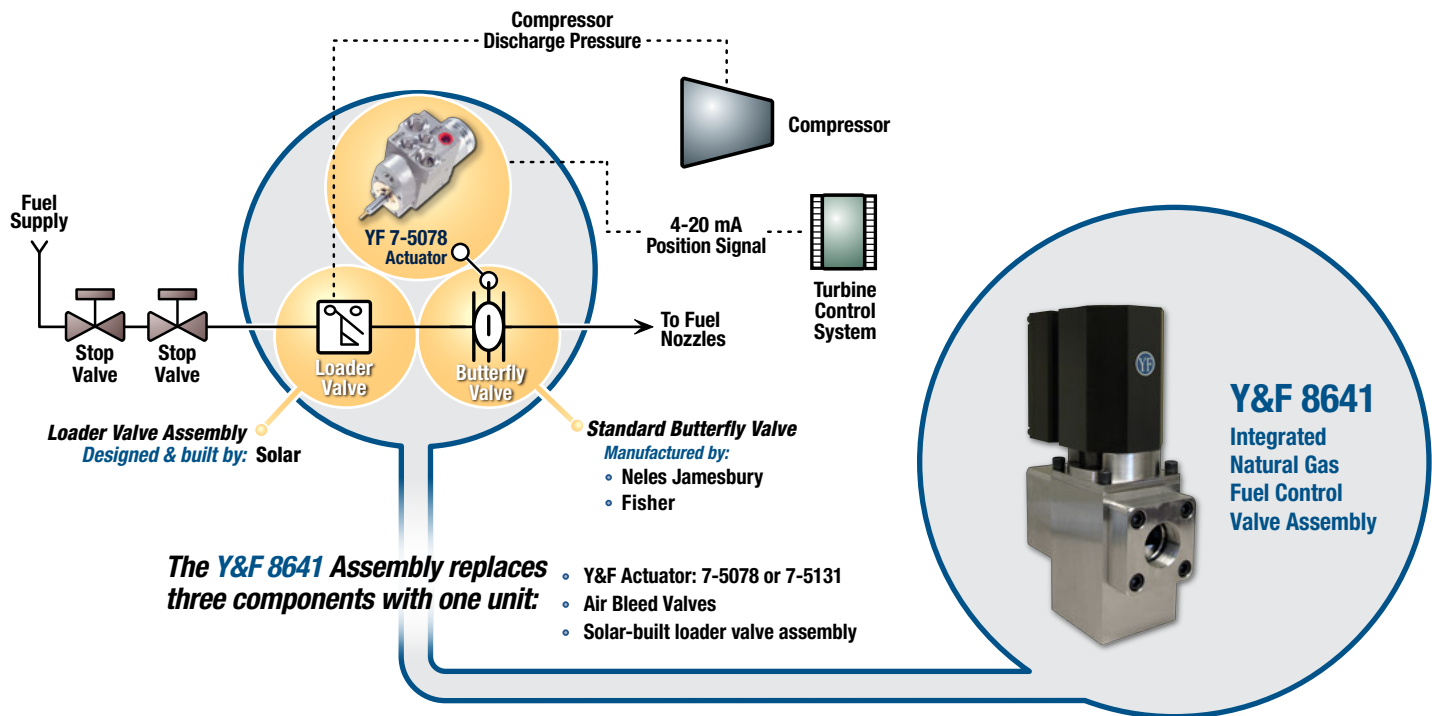 Compressor
Discharge Pressure
Compressor
Fuel
Supply
YF 7-5078
Actuator
4-20 mA
Position Signal
Turbine
Control
System
Stop
Valve
Stop
Valve
Loader
Valve
Butterfly
Valve
To Fuel
Nozzles
Loader Valve Assembly
Designed & built by: Solar
Standard Butterfly Valve
Manufactured by:
Neles Jamesbury
Fisher
YF
Y&F 8641
Integrated
Natural Gas
Fuel Control
Valve Assembly
The Y&F 8641 Assembly replaces
three components with one unit:
Y&F Actuator: 7-5078 or 7-5131
Air Bleed Valves
Solar-built loader valve assembly